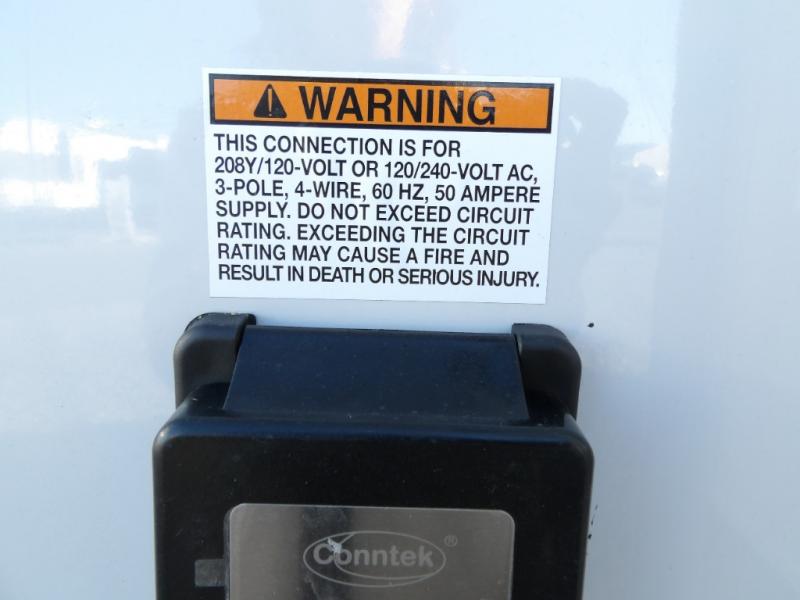 WARNING
THIS CONNECTION IS FOR
208Y/120-VOLT OR 120/240-VOLT AC,
3-POLE, 4-WIRE, 60 HZ, 50 AMPERE
SUPPLY. DO NOT EXCEED CIRCUIT
RATING. EXCEEDING THE CIRCUIT
RATING MAY CAUSE A FIRE AND
RESULT IN DEATH OR SERIOUS INJURY.
Conntek®